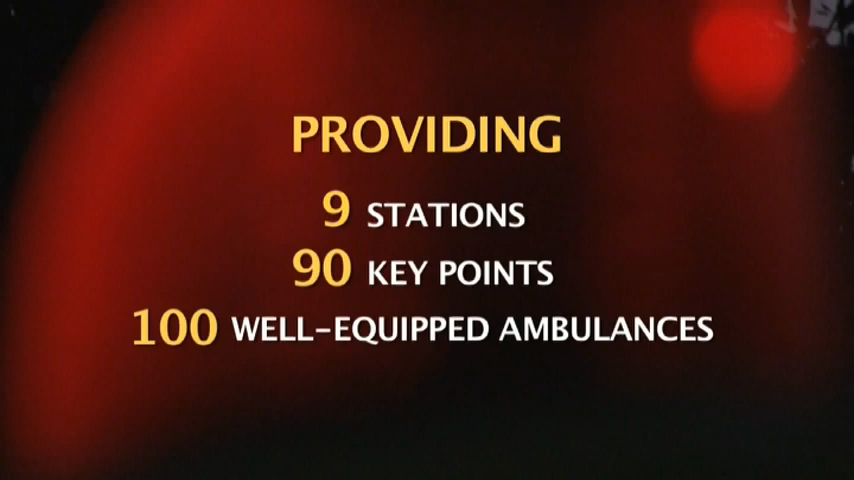 PROVIDING
9 STATIONS
90 KEY POINTS
100 WELL-EQUIPPED AMBULANCES